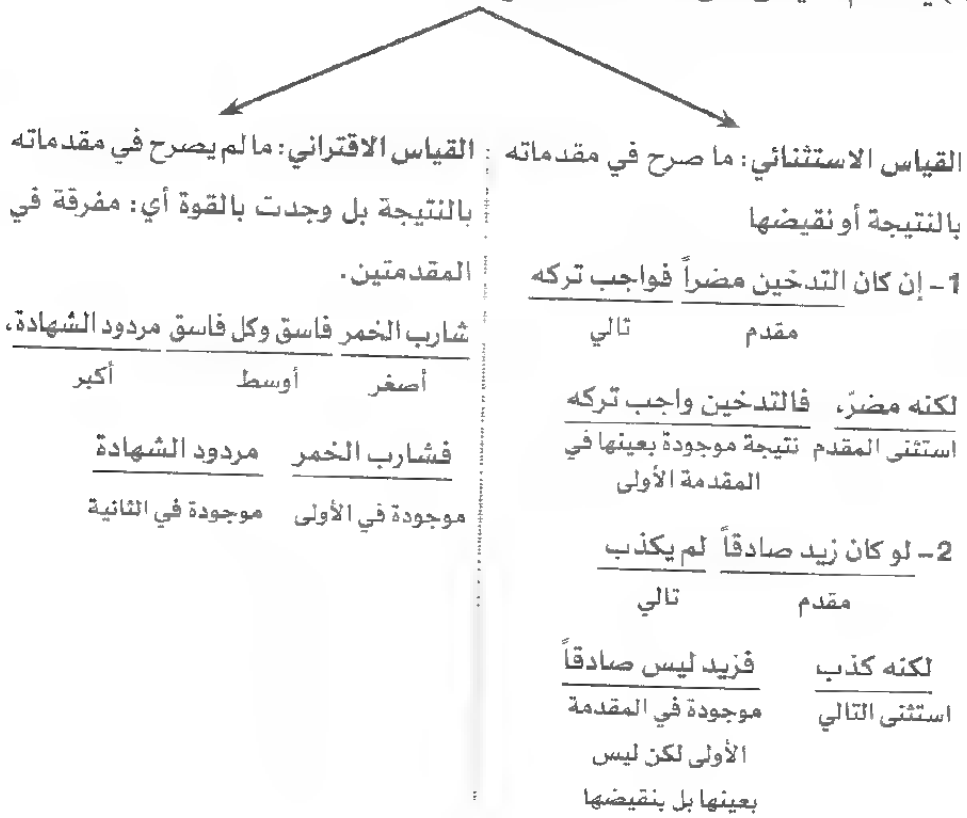 القياس الاستثنائي: ما صرح في مقدماته
بالنتيجة أو نقيضها
1- إن كان التدخين مضراً فواجب تركه
مقدم تالي
لكنه مضرّ، فالتدخين واجب تركه
استثنى المقدم نتيجة موجودة بعينها في
المقدمة الأولى
2- لو كان زيد صادقاً لم يكذب
مقدم تالي
لكنه كذب فزيد ليس صادقاً
استثنى التالي موجودة في المقدمة
الأولى لكن ليس
بعينها بل بنقيضها
القياس الاقتراني: ما لم يصرح في مقدماته
بالنتيجة بل وجدت بالقوة أي: مفرقة في
المقدمتين.
شارب الخمر فاسق وكل فاسق مردود الشهادة،
أصغر أوسط أكبر
فشارب الخمر مردود الشهادة
موجودة في الأولى موجودة في الثانية